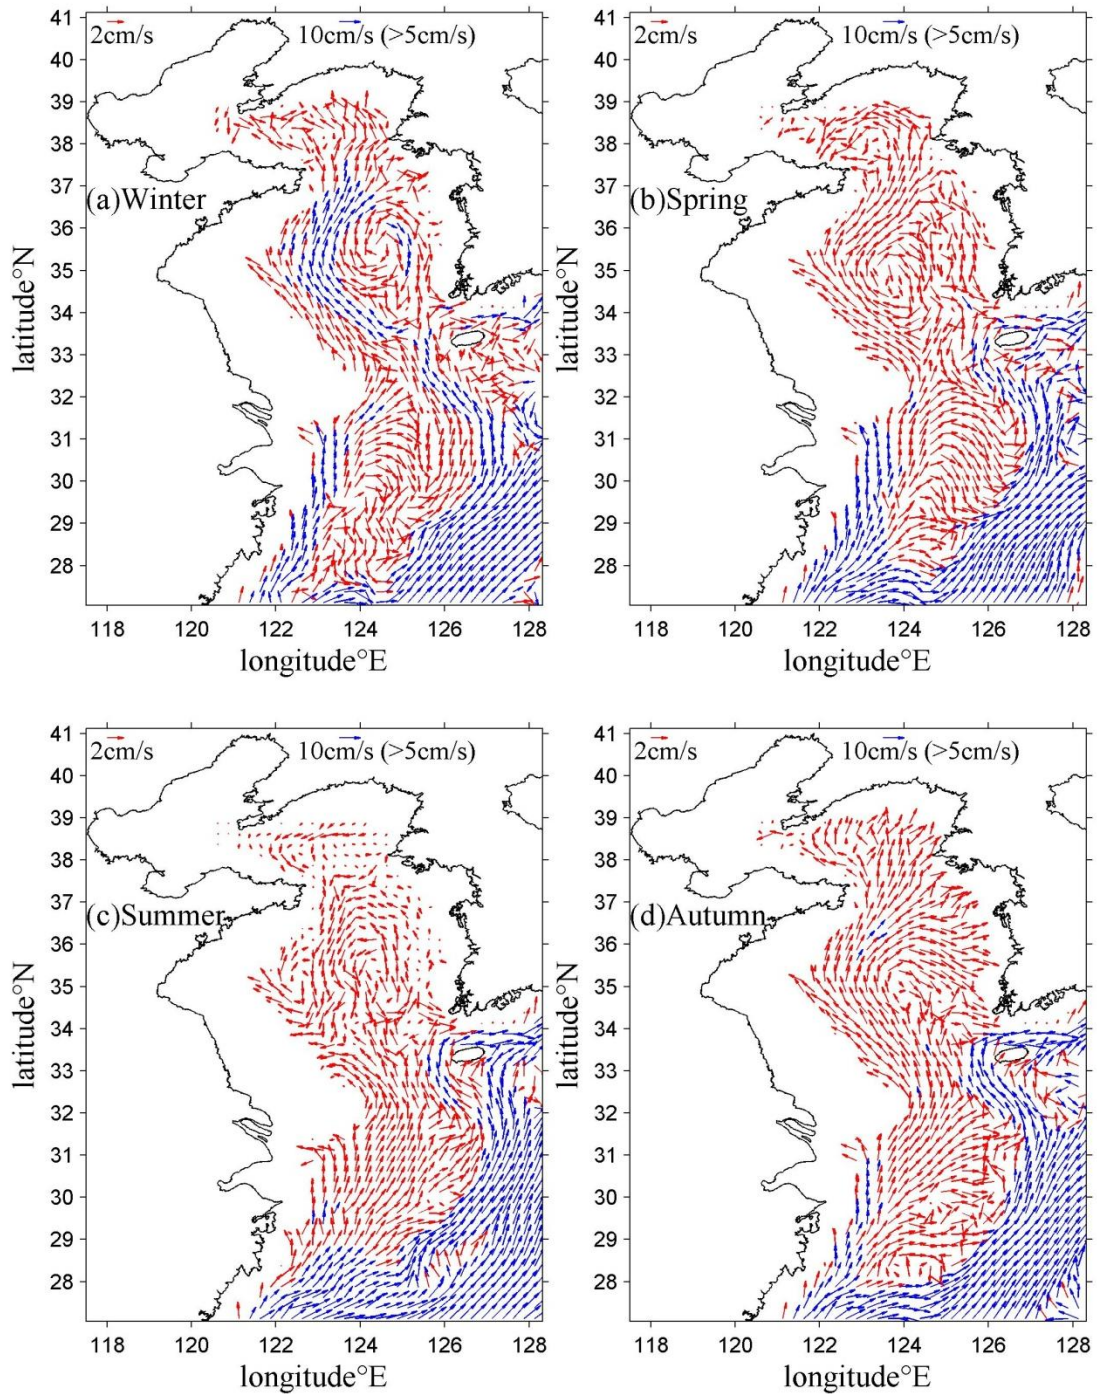 41
2cm/s 10cm/s (>5cm/s)
40
39
38
37
(a)Winter
36
35
34
33
32
31
30
29
28
latitude°N
118 120 122 124 126 128
longitude°E
41
2cm/s 10cm/s (>5cm/s)
40
39
38
37
(b)Spring
36
35
34
33
32
31
30
29
28
latitude°N
118 120 122 124 126 128
longitude°E
41
2cm/s 10cm/s (>5cm/s)
40
39
38
37
(c)Summer
36
35
34
33
32
31
30
29
28
latitude°N
118 120 122 124 126 128
longitude°E
41
2cm/s 10cm/s (>5cm/s)
40
39
38
37
(d)Autumn
36
35
34
33
32
31
30
29
28
latitude°N
118 120 122 124 126 128
longitude°E